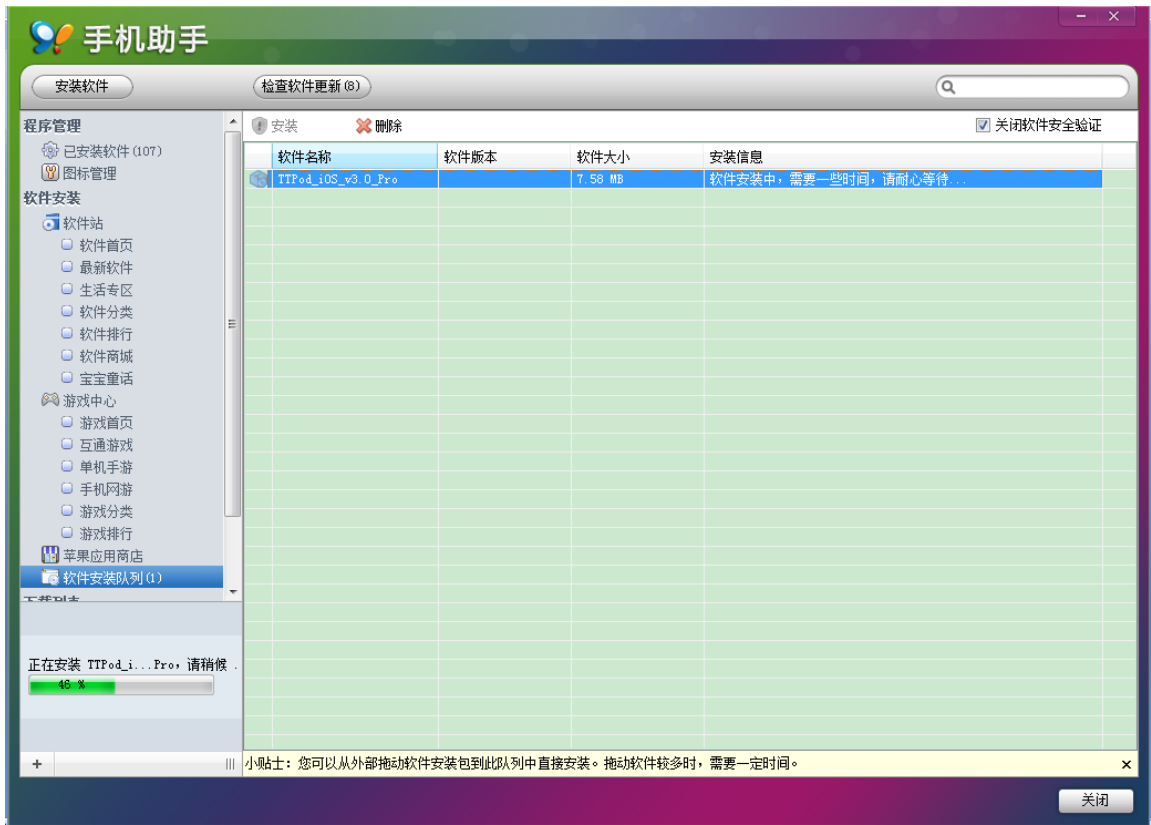 手机助手
安装软件
检查软件更新(8)
程序管理
已安装软件(107)
图标管理
软件安装
软件站
软件首页
最新软件
生活专区
软件分类
软件排行
软件商城
宝宝童话
游戏中心
游戏首页
互通游戏
单机手游
手机网游
游戏分类
游戏排行
苹果应用商店
软件安装队列(1)
下载列表
正在安装 TTPod_i...Pro，请稍候 .
46 %
安装 删除 关闭软件安全验证
软件名称 软件版本 软件大小 安装信息
TTPod_iOS_v3.0_Pro 7.58 MB 软件安装中，需要一些时间，请耐心等待...
小贴士：您可以从外部拖动软件安装包到此队列中直接安装。拖动软件较多时，需要一定时间。
关闭